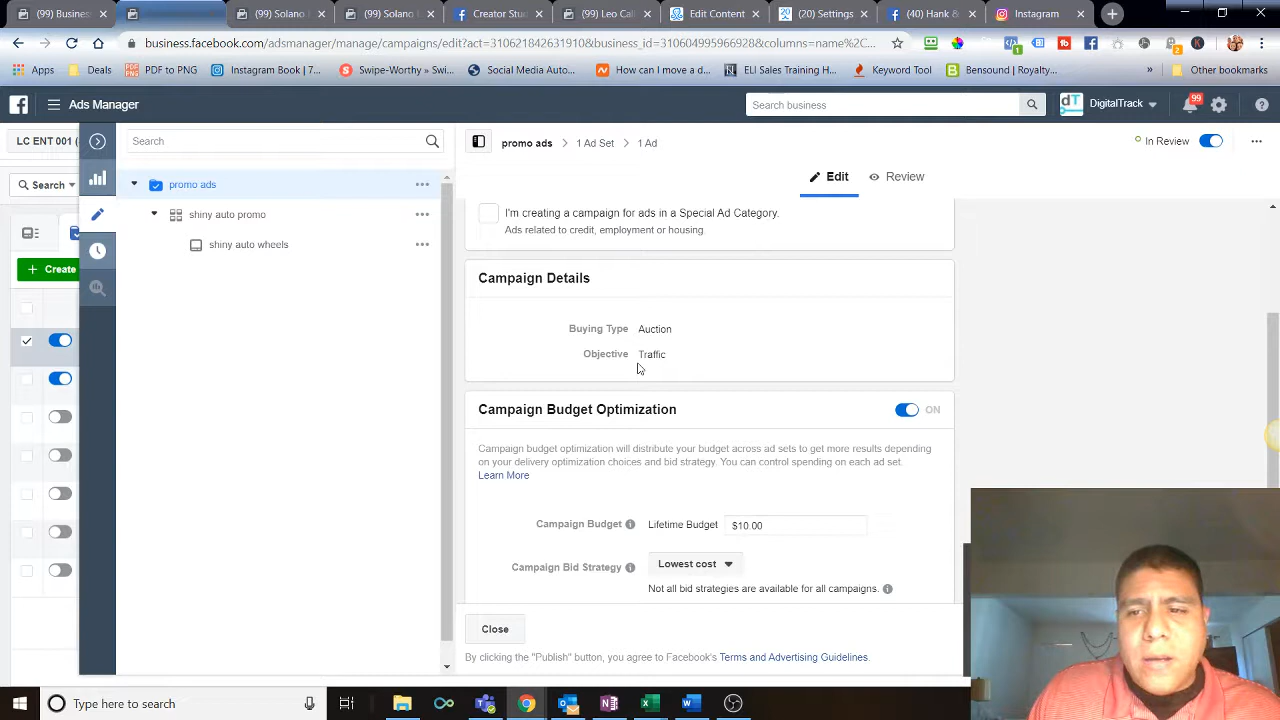 (99) Busines
(99) Solano
(99) Solano
Creator Stu
(99) Leo Cal
Edit Content
(20) Settings
(40) Hank &
Instagram
business.facebook.com/adsmanager/manage/campaigns/edit?act=310621842631910&business_id=310604995966928&columns=name%2C...
Apps
Deals
PDF to PNG
Instagram Book | 7...
Swipe-Worthy » Swi...
Social Media Auto...
How can I move a d...
ELI Sales Training H...
Keyword Tool
Bensound | Royalty...
»
Other bookmarks
Ads Manager
Search business
DigitalTrack
99
LC ENT 001 (
Search
promo ads > 1 Ad Set > 1 Ad
In Review
Search
Edit
Review
promo ads
shiny auto promo
shiny auto wheels
Create
I'm creating a campaign for ads in a Special Ad Category.
Ads related to credit, employment or housing.
Campaign Details
Buying Type Auction
Objective Traffic
Campaign Budget Optimization
ON
Campaign budget optimization will distribute your budget across ad sets to get more results depending
on your delivery optimization choices and bid strategy. You can control spending on each ad set.
Learn More
Campaign Budget Lifetime Budget $10.00
Campaign Bid Strategy Lowest cost
Not all bid strategies are available for all campaigns.
Close
By clicking the "Publish" button, you agree to Facebook's Terms and Advertising Guidelines.
Type here to search